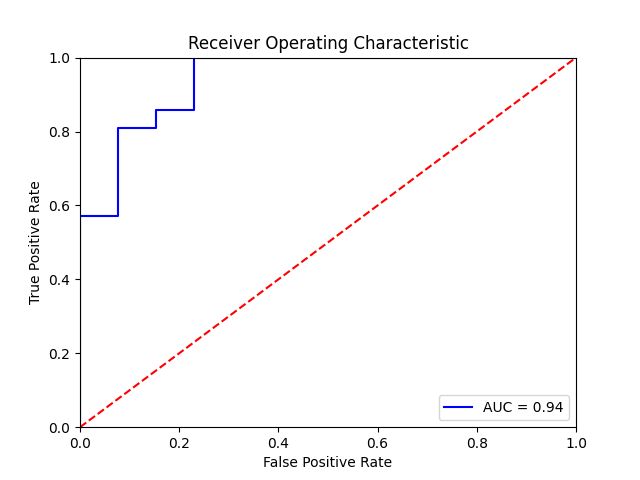 Receiver Operating Characteristic
1.0
0.8
0.6
0.4
0.2
0.0
True Positive Rate
AUC = 0.94
0.0 0.2 0.4 0.6 0.8 1.0
False Positive Rate